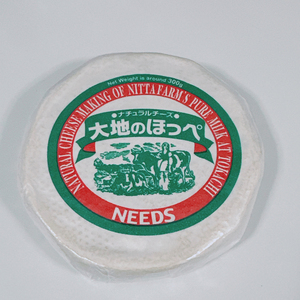 Net Weight is around 300g
NATURAL CHEESE MAKING OF NITTA FARM'S PURE MILK AT TOKACHI
●ナチュラルチーズ●
大地のほっぺ
NEEDS